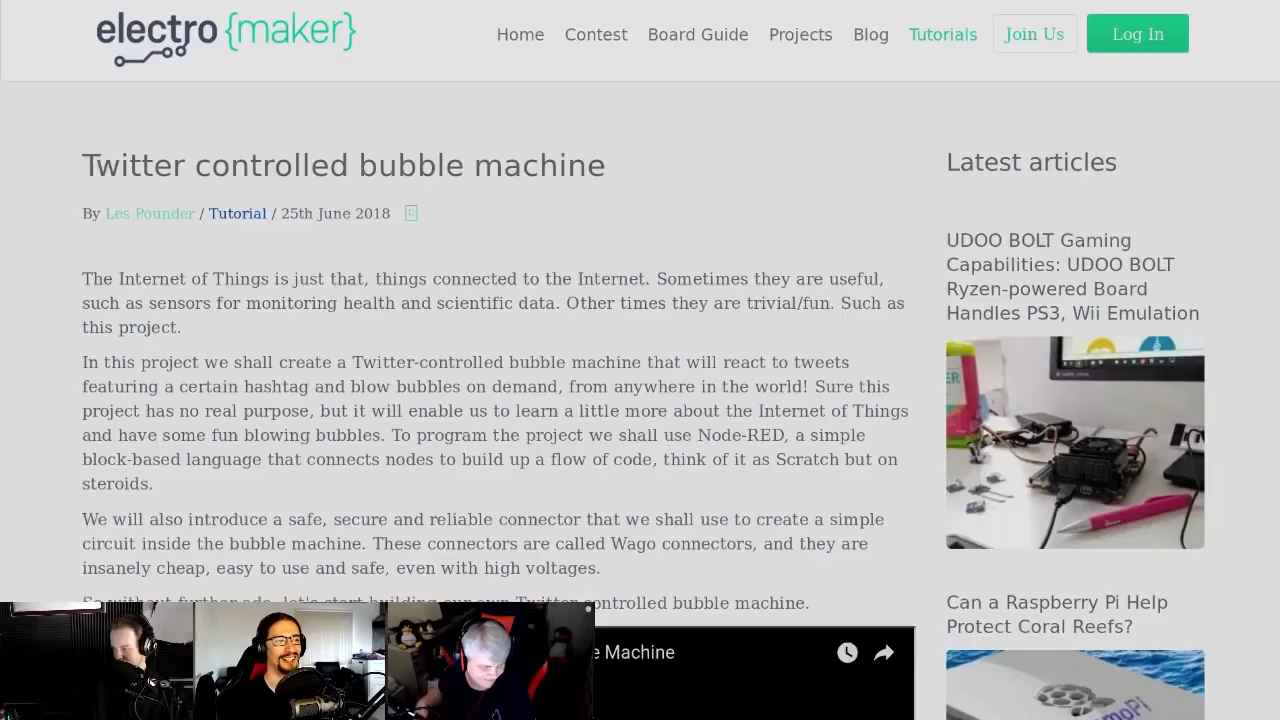 electro {maker}
Home Contest Board Guide Projects Blog Tutorials Join Us Log In
Twitter controlled bubble machine
By Les Pounder / Tutorial / 25th June 2018
The Internet of Things is just that, things connected to the Internet. Sometimes they are useful,
such as sensors for monitoring health and scientific data. Other times they are trivial/fun. Such as
this project.
In this project we shall create a Twitter-controlled bubble machine that will react to tweets
featuring a certain hashtag and blow bubbles on demand, from anywhere in the world! Sure this
project has no real purpose, but it will enable us to learn a little more about the Internet of Things
and have some fun blowing bubbles. To program the project we shall use Node-RED, a simple
block-based language that connects nodes to build up a flow of code, think of it as Scratch but on
steroids.
We will also introduce a safe, secure and reliable connector that we shall use to create a simple
circuit inside the bubble machine. These connectors are called Wago connectors, and they are
insanely cheap, easy to use and safe, even with high voltages.
So without further ado, let's start building our own Twitter controlled bubble machine.
Machine
Latest articles
UDOO BOLT Gaming
Capabilities: UDOO BOLT
Ryzen-powered Board
Handles PS3, Wii Emulation
Can a Raspberry Pi Help
Protect Coral Reefs?